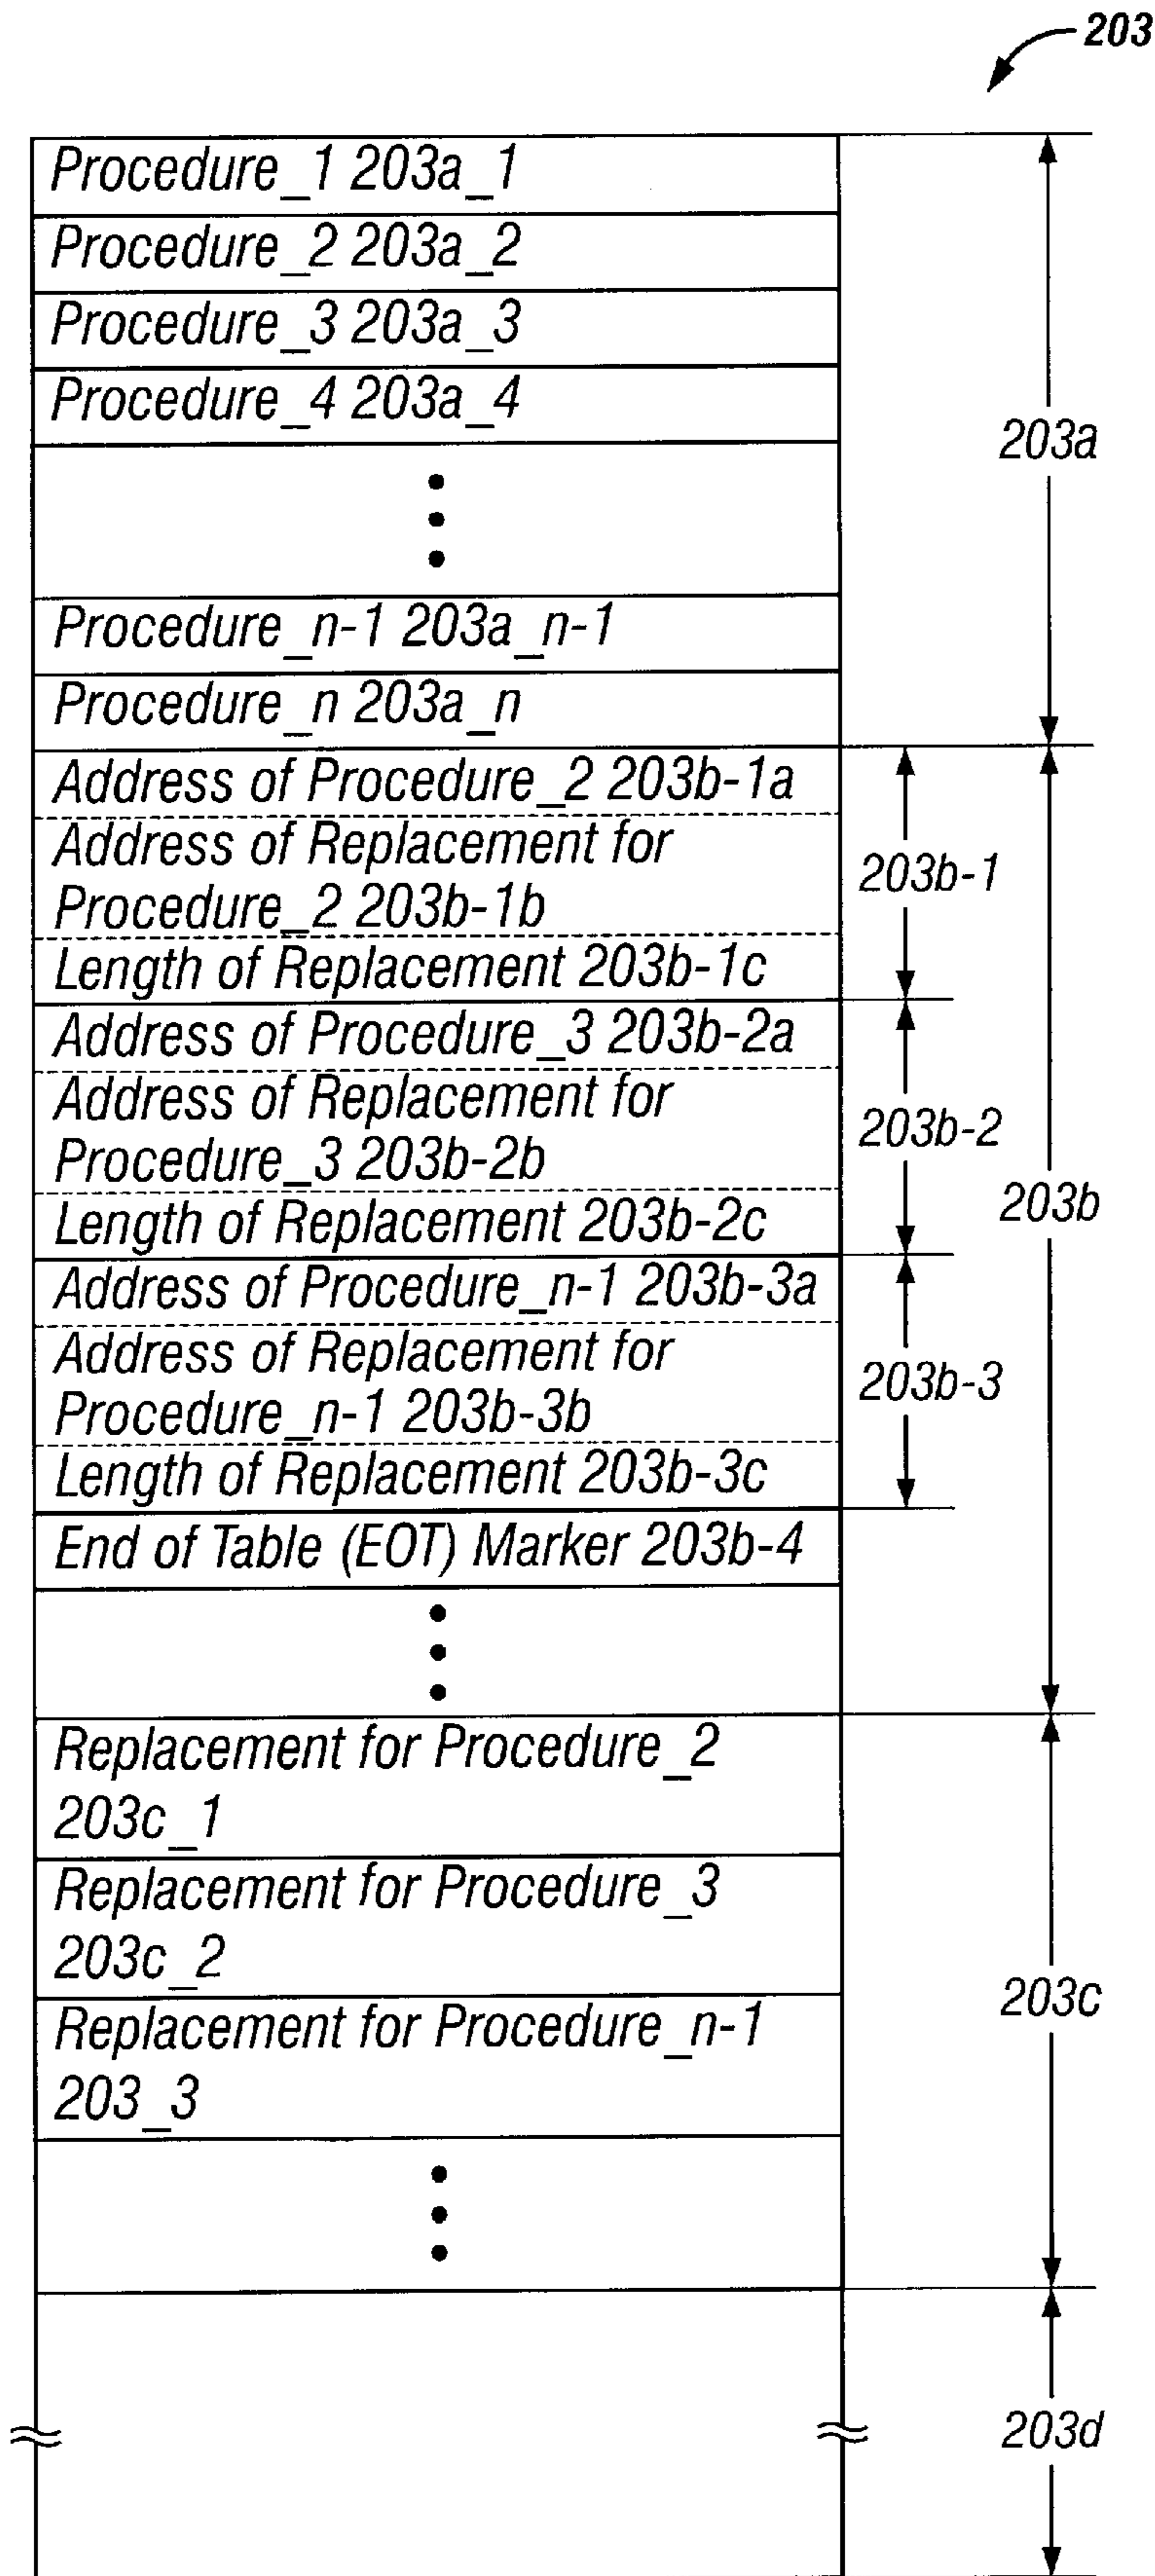 203
Procedure_1 203a_1
Procedure_2 203a_2
Procedure_3 203a_3
Procedure_4 203a_4
203a
Procedure_n-1 203a_n-1
Procedure_n 203a_n
Address of Procedure_2 203b-1a
Address of Replacement for
Procedure_2 203b-1b
203b-1
Length of Replacement 203b-1c
Address of Procedure_3 203b-2a
Address of Replacement for
Procedure_3 203b-2b
203b-2
Length of Replacement 203b-2c
203b
Address of Procedure_n-1 203b-3a
Address of Replacement for
Procedure_n-1 203b-3b
203b-3
Length of Replacement 203b-3c
End of Table (EOT) Marker 203b-4
Replacement for Procedure_2
203c_1
Replacement for Procedure_3
203c_2
Replacement for Procedure_n-1
203_3
203c
203d